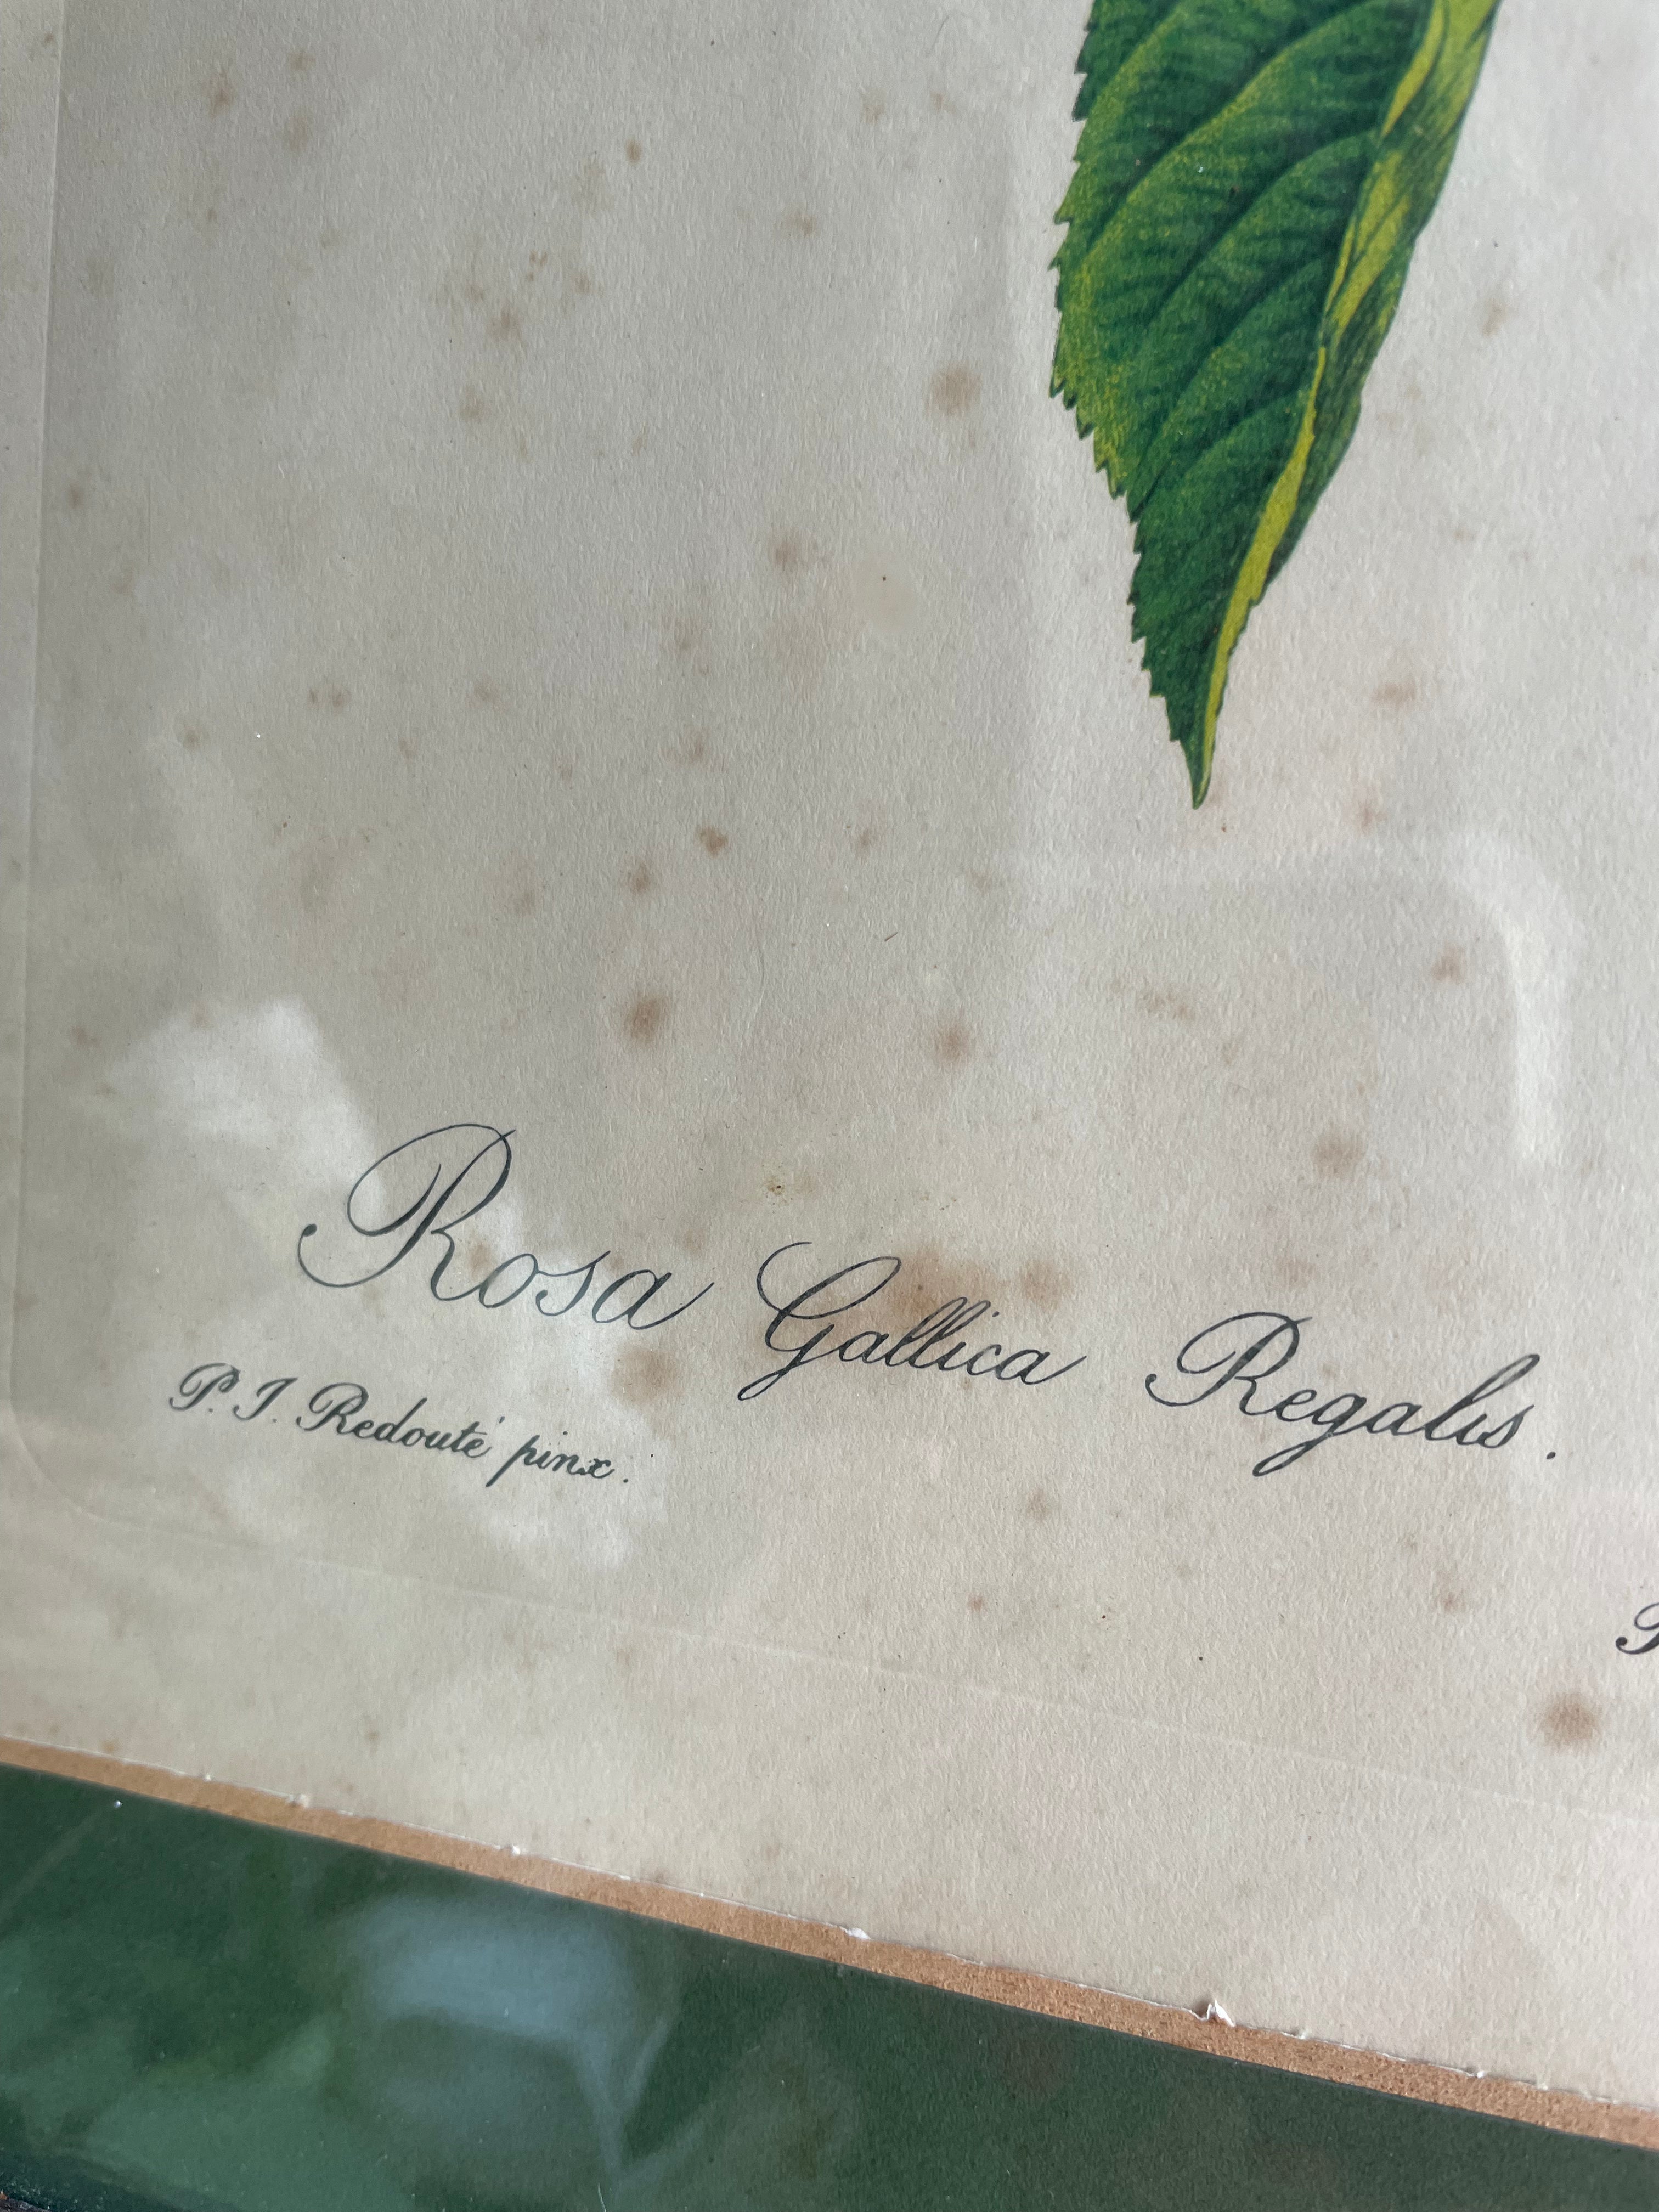 Rosa Gallica Regalis.
P. J. Redouté pinx.